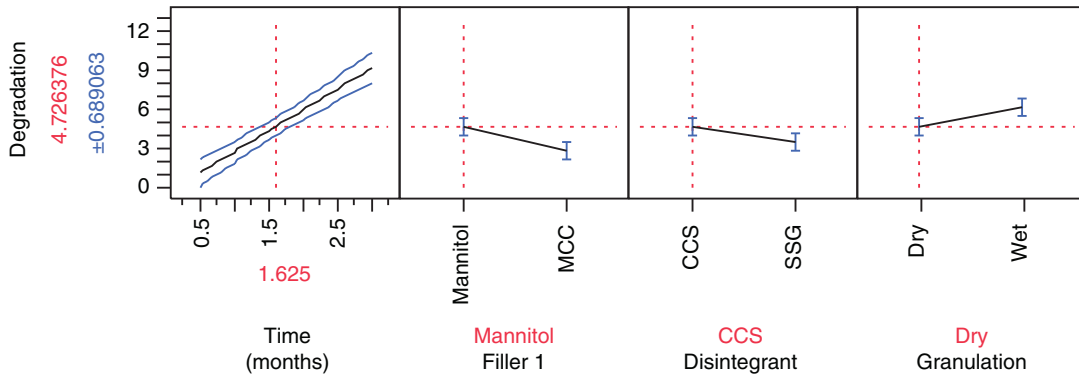 Degradation
4.726376
±0.689063
12
9
6
3
0
0.5
1.5
2.5
1.625
Time
(months)
Mannitol
MCC
Mannitol
Filler 1
CCS
SSG
CCS
Disintegrant
Dry
Wet
Dry
Granulation